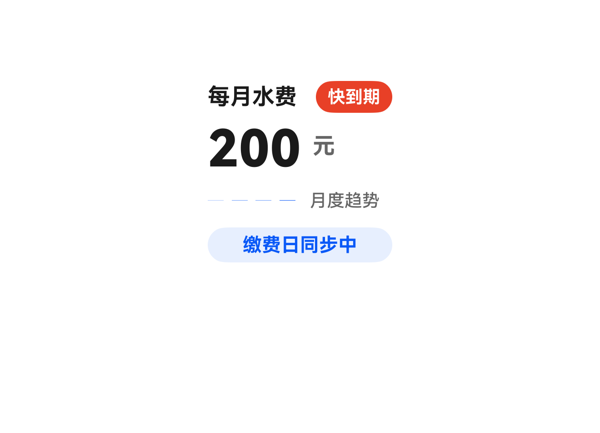 每月水费 快到期
200 元
月度趋势
缴费日同步中